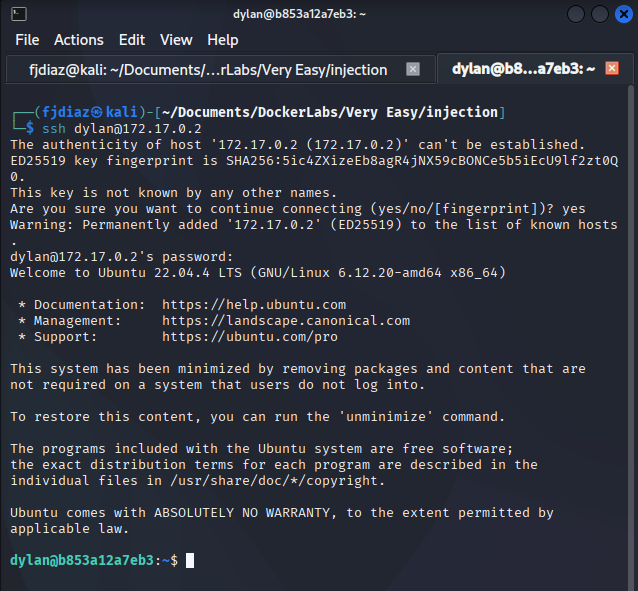 dylan@b853a12a7eb3: ~
File Actions Edit View Help
fjdiaz@kali: ~/Documents/...rLabs/Very Easy/injection
dylan@b8...a7eb3: ~
┌──(fjdiaz㉿kali)-[~/Documents/DockerLabs/Very Easy/injection]
└─$ ssh dylan@172.17.0.2
The authenticity of host '172.17.0.2 (172.17.0.2)' can't be established.
ED25519 key fingerprint is SHA256:5ic4ZXizeEb8agR4jNX59cBONCe5b5iEcU9lf2zt0Q
0.
This key is not known by any other names.
Are you sure you want to continue connecting (yes/no/[fingerprint])? yes
Warning: Permanently added '172.17.0.2' (ED25519) to the list of known hosts
.
dylan@172.17.0.2's password:
Welcome to Ubuntu 22.04.4 LTS (GNU/Linux 6.12.20-amd64 x86_64)
* Documentation: https://help.ubuntu.com
* Management: https://landscape.canonical.com
* Support: https://ubuntu.com/pro
This system has been minimized by removing packages and content that are
not required on a system that users do not log into.
To restore this content, you can run the 'unminimize' command.
The programs included with the Ubuntu system are free software;
the exact distribution terms for each program are described in the
individual files in /usr/share/doc/*/copyright.
Ubuntu comes with ABSOLUTELY NO WARRANTY, to the extent permitted by
applicable law.
dylan@b853a12a7eb3:~$